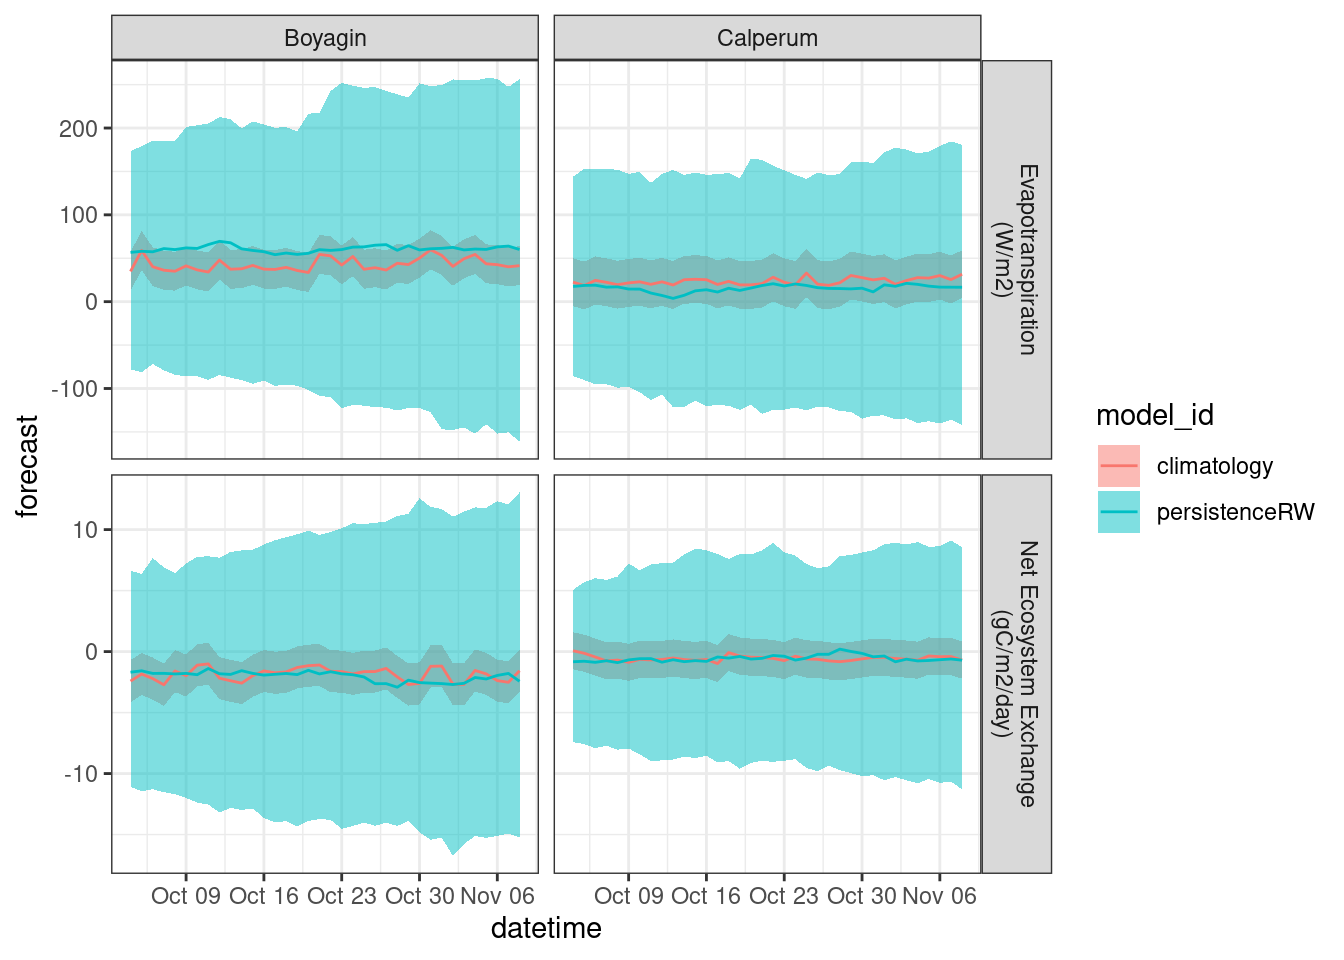 Boyagin
Calperum
200
100
0
-100
Evapotranspiration
(W/m2)
forecast
10
0
-10
Net Ecosystem Exchange
(gC/m2/day)
Oct 09 Oct 16 Oct 23 Oct 30 Nov 06
Oct 09 Oct 16 Oct 23 Oct 30 Nov 06
datetime
model_id
climatology
persistenceRW